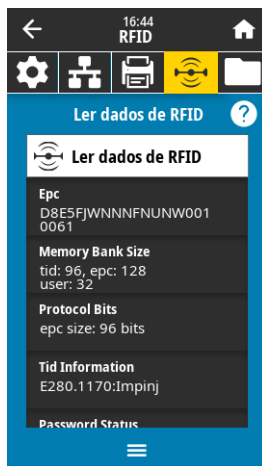 16:44
RFID
Ler dados de RFID
?
Ler dados de RFID
Epc
D8E5FJWNNNFNUNW001
0061
Memory Bank Size
tid: 96, epc: 128
user: 32
Protocol Bits
epc size: 96 bits
Tid Information
E280.1170:Impinj
Password Status